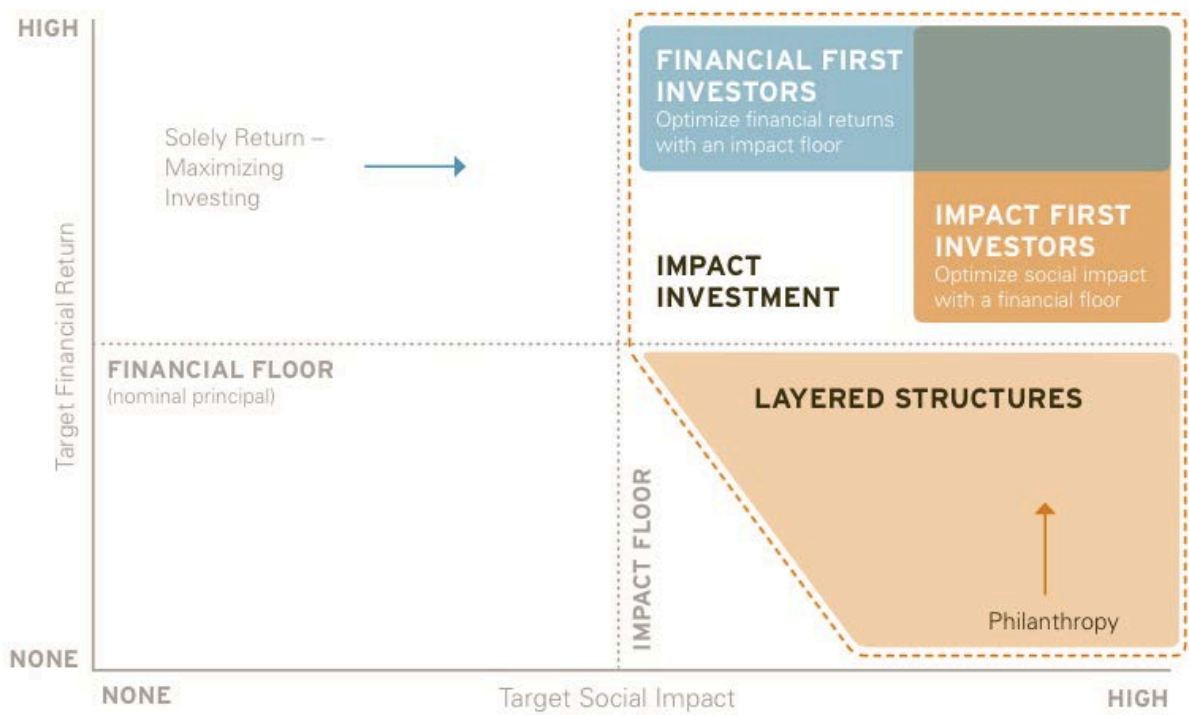 HIGH
FINANCIAL FIRST
INVESTORS
Optimize financial returns
with an impact floor
Solely Return –
Maximizing
Investing
IMPACT FIRST
INVESTORS
Optimize social impact
with a financial floor
IMPACT
INVESTMENT
Target Financial Return
FINANCIAL FLOOR
(nominal principal)
LAYERED STRUCTURES
IMPACT FLOOR
Philanthropy
NONE
NONE
Target Social Impact
HIGH